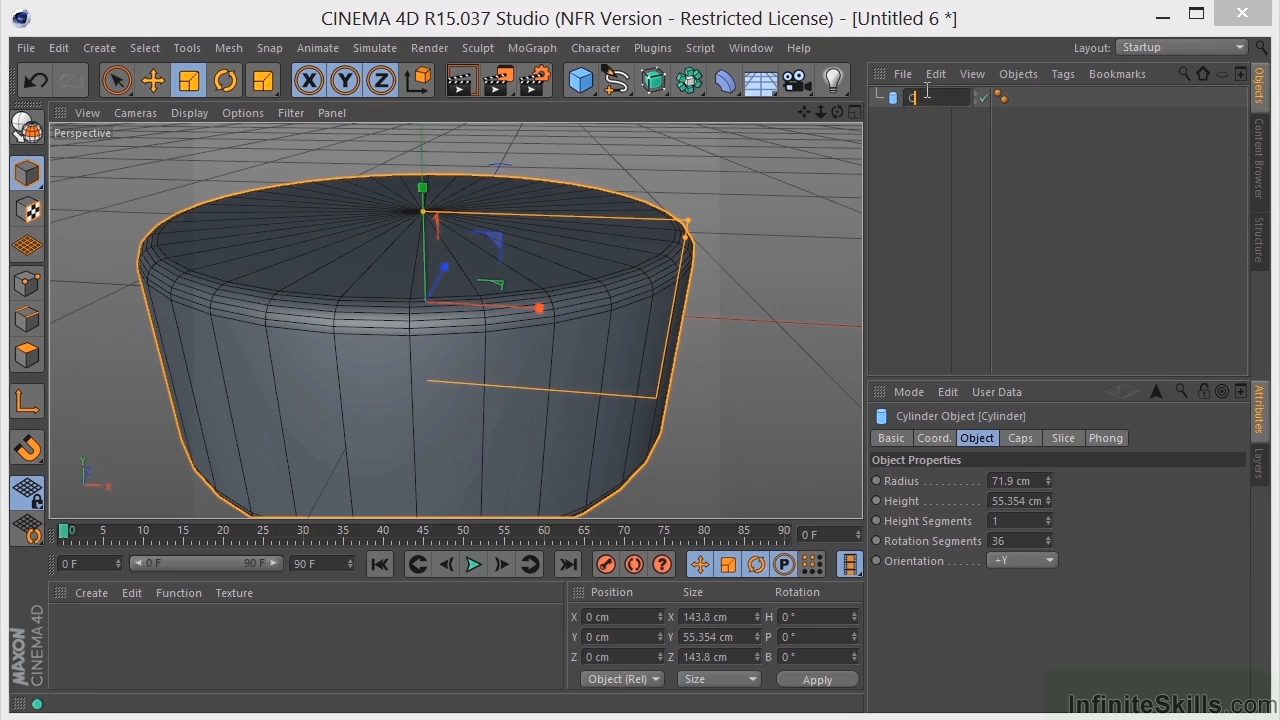 CINEMA 4D R15.037 Studio (NFR Version - Restricted License) - [Untitled 6 *]
File Edit Create Select Tools Mesh Snap Animate Simulate Render Sculpt MoGraph Character Plugins Script Window Help
Layout: Startup
X Y Z
File Edit View Objects Tags Bookmarks
View Cameras Display Options Filter Panel
Perspective
C
Objects
Content Browser
Structure
Y
Z
X
Mode Edit User Data
Cylinder Object [Cylinder]
Basic Coord. Object Caps Slice Phong
Object Properties
Radius . . . . . . . . . . 71.9 cm
Height . . . . . . . . . . 55.354 cm
Height Segments 1
Rotation Segments 36
Orientation . . . . . . +Y
Attributes
Layers
0 5 10 15 20 25 30 35 40 45 50 55 60 65 70 75 80 85 90 0 F
0 F 0 F 90 F 90 F
Create Edit Function Texture
Position Size Rotation
X 0 cm X 143.8 cm H 0 °
Y 0 cm Y 55.354 cm P 0 °
Z 0 cm Z 143.8 cm B 0 °
Object (Rel) Size Apply
MAXON
CINEMA 4D
InfiniteSkills.com